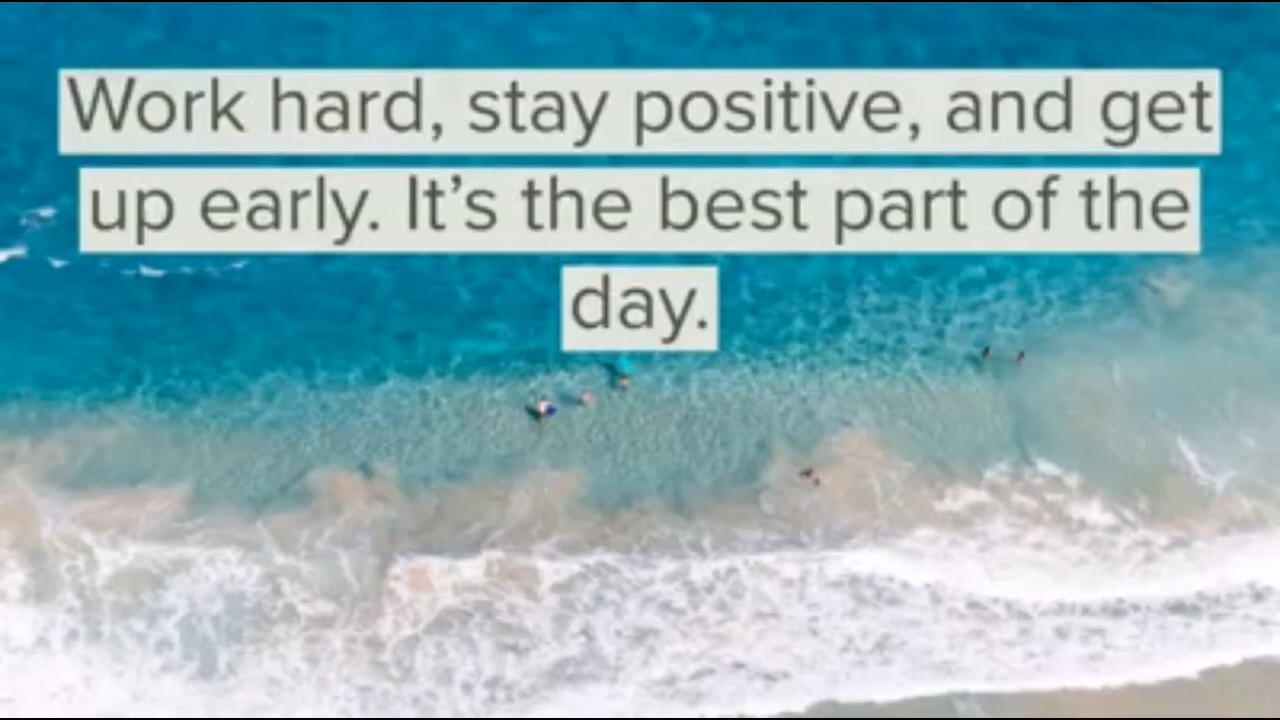 Work hard, stay positive, and get
up early. It’s the best part of the
day.